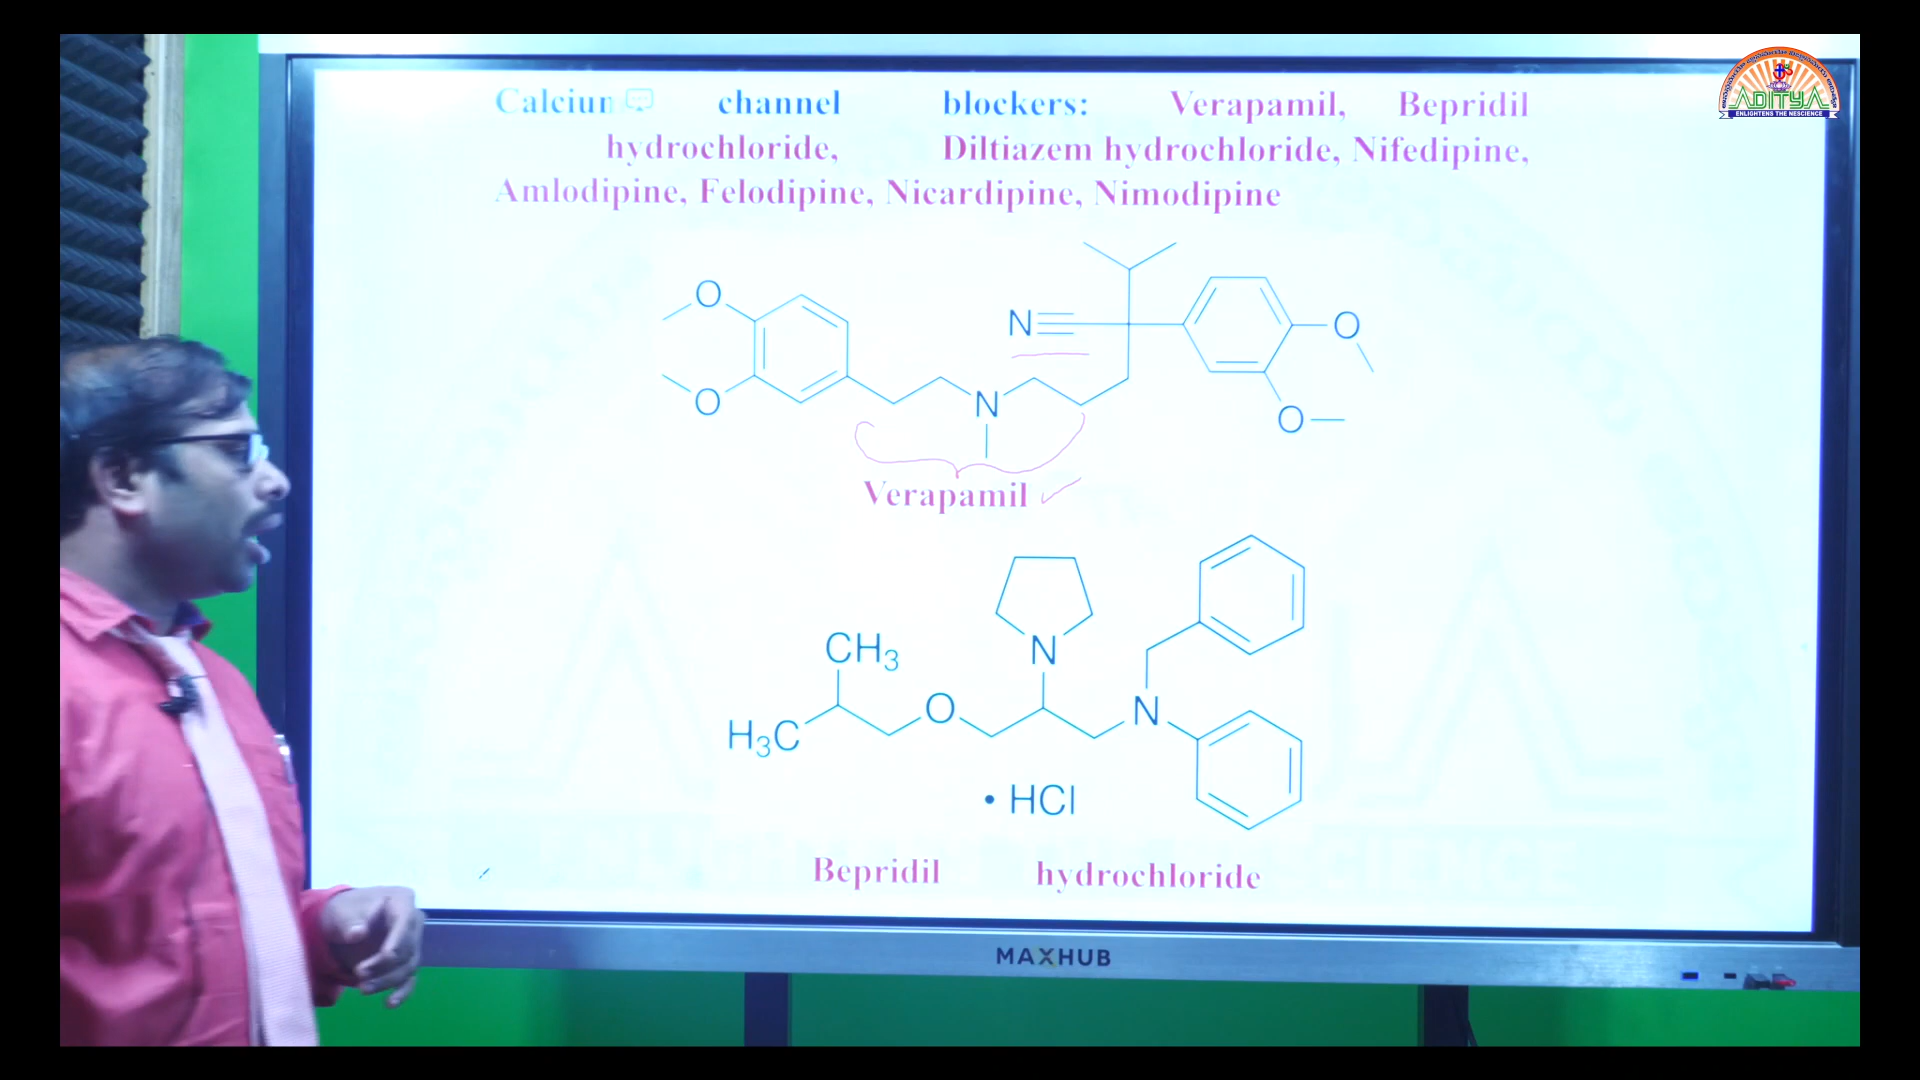 Calcium channel blockers: Verapamil, Bepridil
hydrochloride, Diltiazem hydrochloride, Nifedipine,
Amlodipine, Felodipine, Nicardipine, Nimodipine
O
O
N
N
O
O
Verapamil
CH3
H3C
O
N
N
• HCl
Bepridil hydrochloride
MAXHUB
ADITYA
ENLIGHTENS THE NESCIENCE